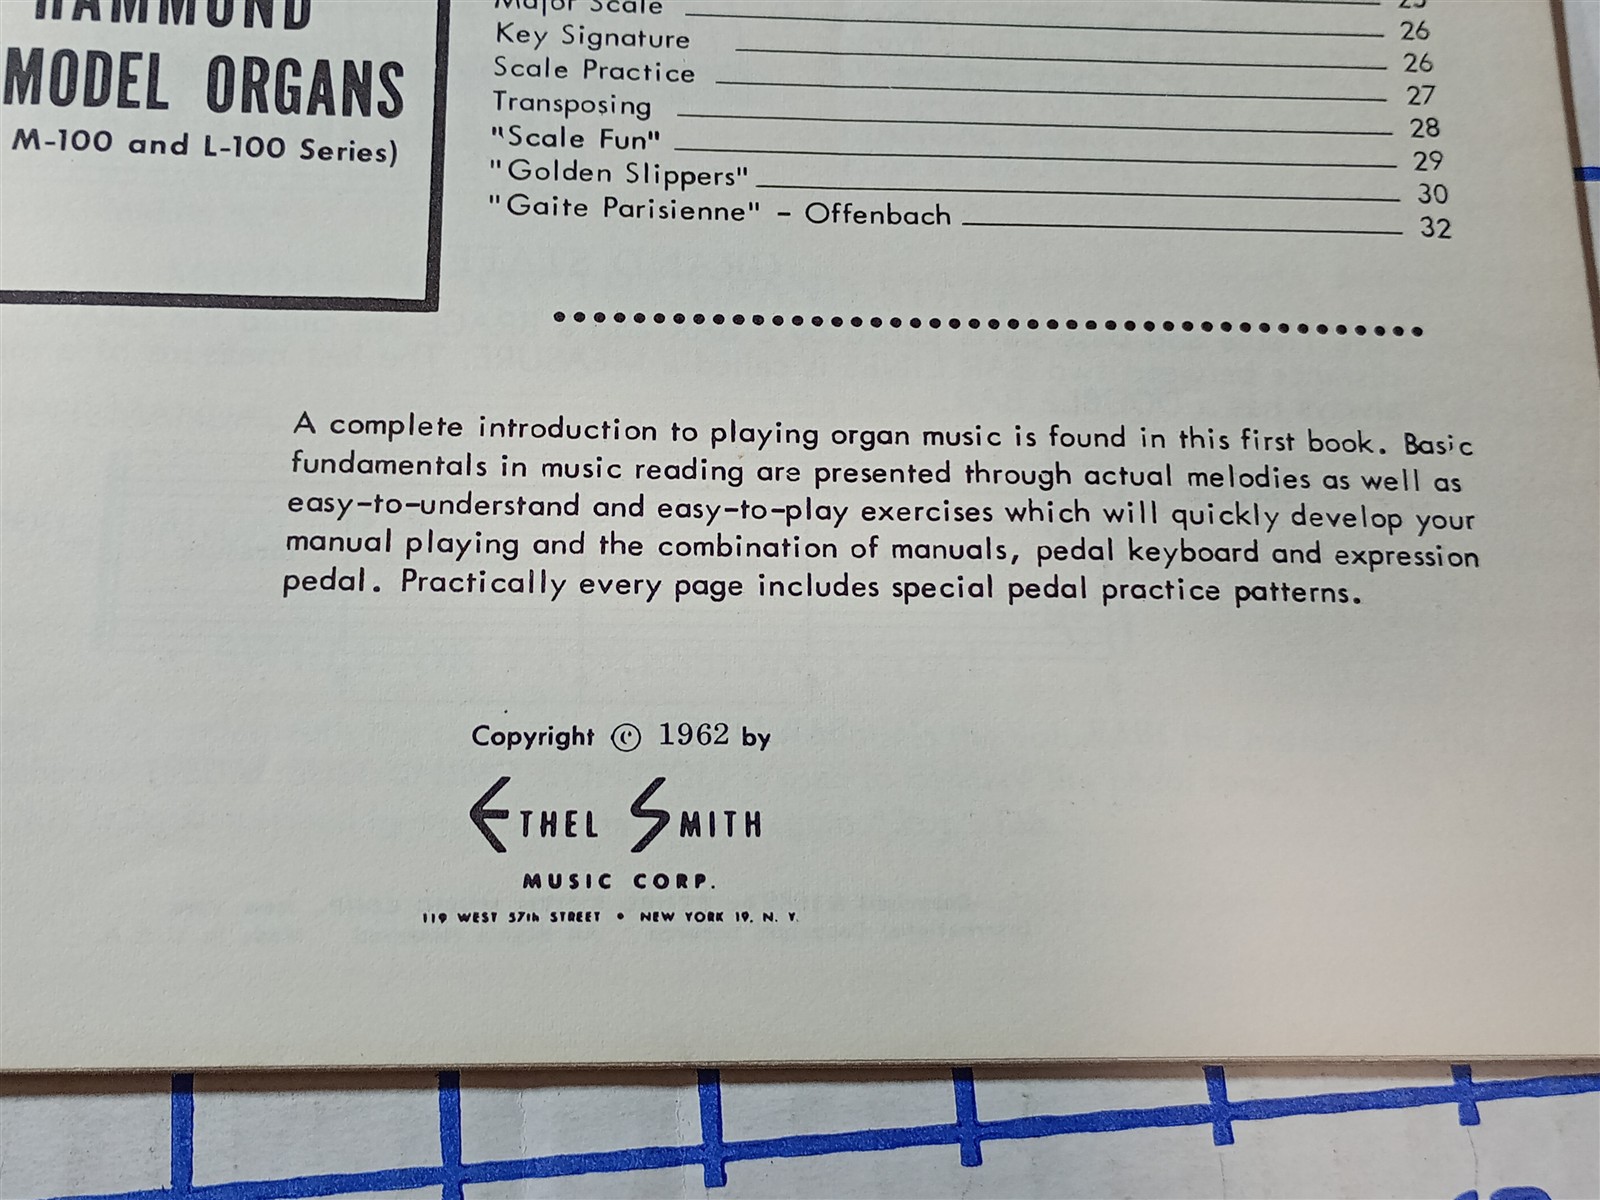 HAMMOND
MODEL ORGANS
M-100 and L-100 Series)
Major Scale 25
Key Signature 26
Scale Practice 26
Transposing 27
"Scale Fun" 28
"Golden Slippers" 29
"Gaite Parisienne" - Offenbach 30
32
A complete introduction to playing organ music is found in this first book. Basic
fundamentals in music reading are presented through actual melodies as well as
easy-to-understand and easy-to-play exercises which will quickly develop your
manual playing and the combination of manuals, pedal keyboard and expression
pedal. Practically every page includes special pedal practice patterns.
Copyright © 1962 by
ETHEL SMITH
MUSIC CORP.
119 WEST 57th STREET • NEW YORK 19, N. Y.